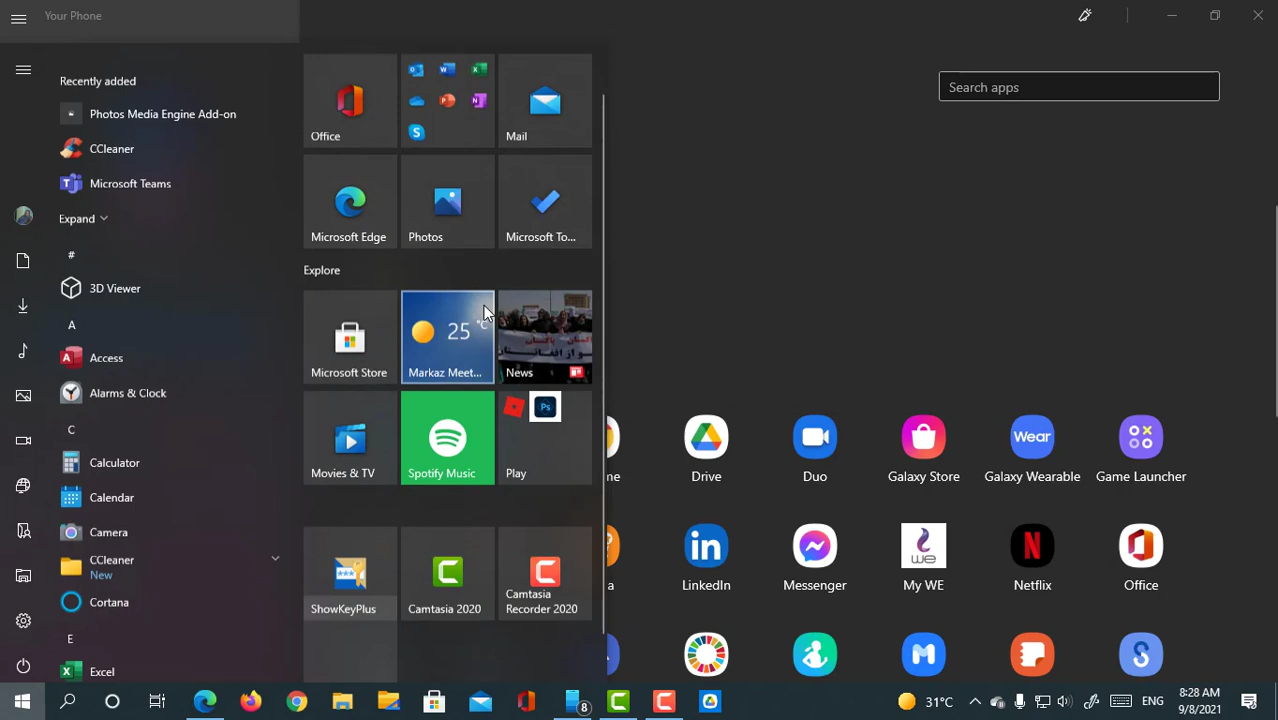 Your Phone
Search apps
Recently added
Photos Media Engine Add-on
CCleaner
Microsoft Teams
Expand
#
3D Viewer
A
Access
Alarms & Clock
C
Calculator
Calendar
Camera
CCleaner
New
Cortana
E
Excel
Office
Mail
Microsoft Edge
Photos
Microsoft To...
Explore
Microsoft Store
25 °C
Markaz Meet...
News
Movies & TV
Spotify Music
Ps
Play
ShowKeyPlus
Camtasia 2020
Camtasia
Recorder 2020
me
Drive
Duo
Galaxy Store
Wear
Galaxy Wearable
Game Launcher
a
LinkedIn
Messenger
My WE
Netflix
Office
8
31°C
ENG
8:28 AM
9/8/2021